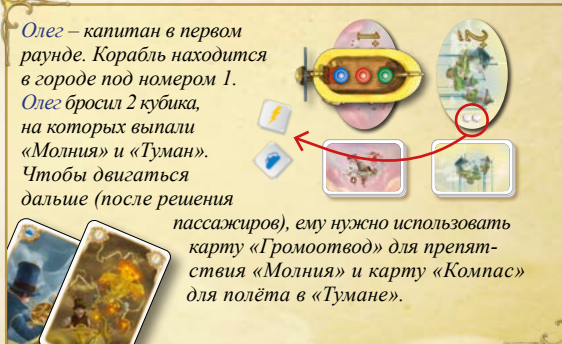 Олег – капитан в первом
раунде. Корабль находится
в городе под номером 1.
Олег бросил 2 кубика,
на которых выпали
«Молния» и «Туман».
Чтобы двигаться
дальше (после решения
пассажиров), ему нужно использовать
карту «Громоотвод» для препят-
ствия «Молния» и карту «Компас»
для полёта в «Тумане».
1
2